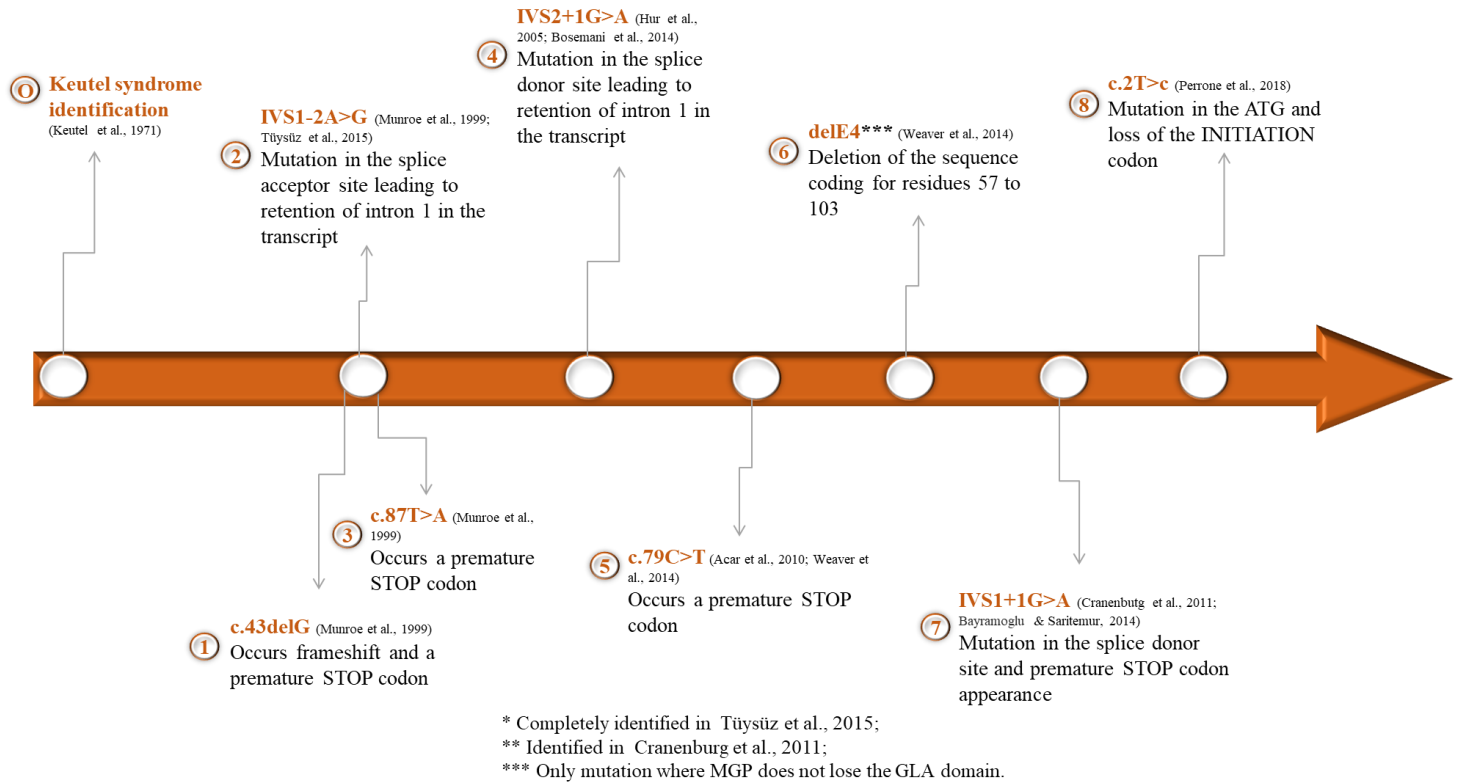 O
Keutel syndrome
identification
(Keutel et al., 1971)
1
c.43delG (Munroe et al., 1999)
Occurs frameshift and a
premature STOP codon
2
IVS1-2A>G (Munroe et al., 1999;
Tüysüz et al., 2015)
Mutation in the splice
acceptor site leading to
retention of intron 1 in the
transcript
3
c.87T>A (Munroe et al.,
1999)
Occurs a premature
STOP codon
4
IVS2+1G>A (Hur et al.,
2005; Bosemani et al., 2014)
Mutation in the splice
donor site leading to
retention of intron 1 in
the transcript
5
c.79C>T (Acar et al., 2010; Weaver et
al., 2014)
Occurs a premature STOP
codon
6
delE4*** (Weaver et al., 2014)
Deletion of the sequence
coding for residues 57 to
103
7
IVS1+1G>A (Cranenbutg et al., 2011;
Bayramoglu & Saritemur, 2014)
Mutation in the splice donor
site and premature STOP codon
appearance
8
c.2T>c (Perrone et al., 2018)
Mutation in the ATG and
loss of the INITIATION
codon
* Completely identified in Tüysüz et al., 2015;
** Identified in Cranenburg et al., 2011;
*** Only mutation where MGP does not lose the GLA domain.